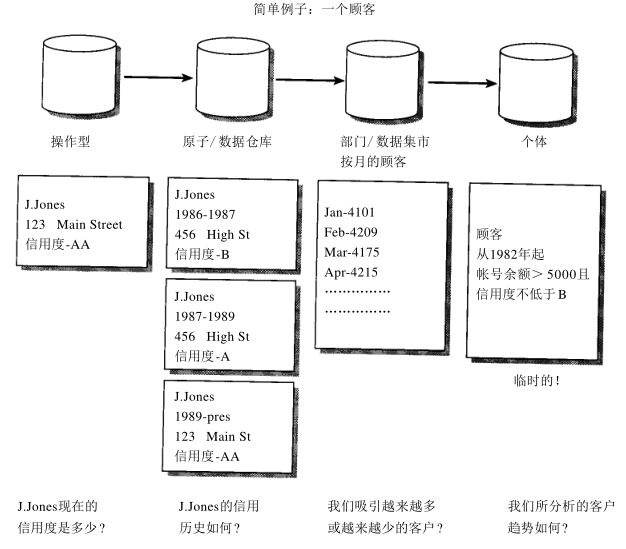 简单例子：一个顾客
操作型
原子/数据仓库
部门/数据集市
按月的顾客
个体
J.Jones
123 Main Street
信用度-AA
J.Jones
1986-1987
456 High St
信用度-B
J.Jones
1987-1989
456 High St
信用度-A
J.Jones
1989-pres
123 Main St
信用度-AA
Jan-4101
Feb-4209
Mar-4175
Apr-4215
……………
……………
顾客
从1982年起
帐号余额＞5000且
信用度不低于B
临时的！
J.Jones现在的
信用度是多少？
J.Jones的信用
历史如何？
我们吸引越来越多
或越来越少的客户？
我们所分析的客户
趋势如何？